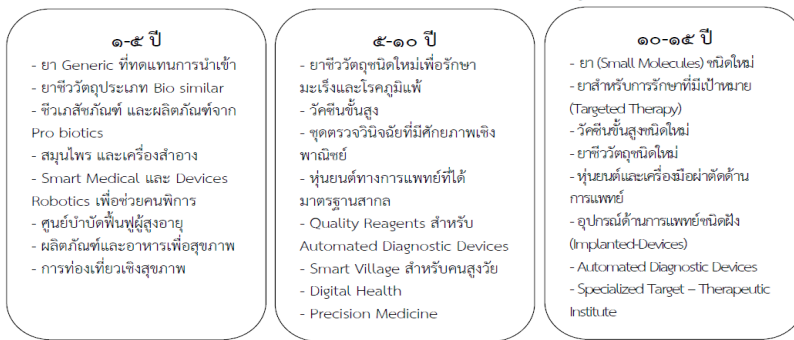 ๑-๕ ปี
- ยา Generic ที่ทดแทนการนำเข้า
- ยาชีววัตถุประเภท Bio similar
- ชีวเภสัชภัณฑ์ และผลิตภัณฑ์จาก
Pro biotics
- สมุนไพร และเครื่องสำอาง
- Smart Medical และ Devices
Robotics เพื่อช่วยคนพิการ
- ศูนย์บำบัดฟื้นฟูผู้สูงอายุ
- ผลิตภัณฑ์และอาหารเพื่อสุขภาพ
- การท่องเที่ยวเชิงสุขภาพ
๕-๑๐ ปี
- ยาชีววัตถุชนิดใหม่เพื่อรักษา
มะเร็งและโรคภูมิแพ้
- วัคซีนขั้นสูง
- ชุดตรวจวินิจฉัยที่มีศักยภาพเชิง
พาณิชย์
- หุ่นยนต์ทางการแพทย์ที่ได้
มาตรฐานสากล
- Quality Reagents สำหรับ
Automated Diagnostic Devices
- Smart Village สำหรับคนสูงวัย
- Digital Health
- Precision Medicine
๑๐-๑๕ ปี
- ยา (Small Molecules) ชนิดใหม่
- ยาสำหรับการรักษาที่มีเป้าหมาย
(Targeted Therapy)
- วัคซีนขั้นสูงชนิดใหม่
- ยาชีววัตถุชนิดใหม่
- หุ่นยนต์และเครื่องมือผ่าตัดด้าน
การแพทย์
- อุปกรณ์ด้านการแพทย์ชนิดฝัง
(Implanted-Devices)
- Automated Diagnostic Devices
- Specialized Target – Therapeutic
Institute